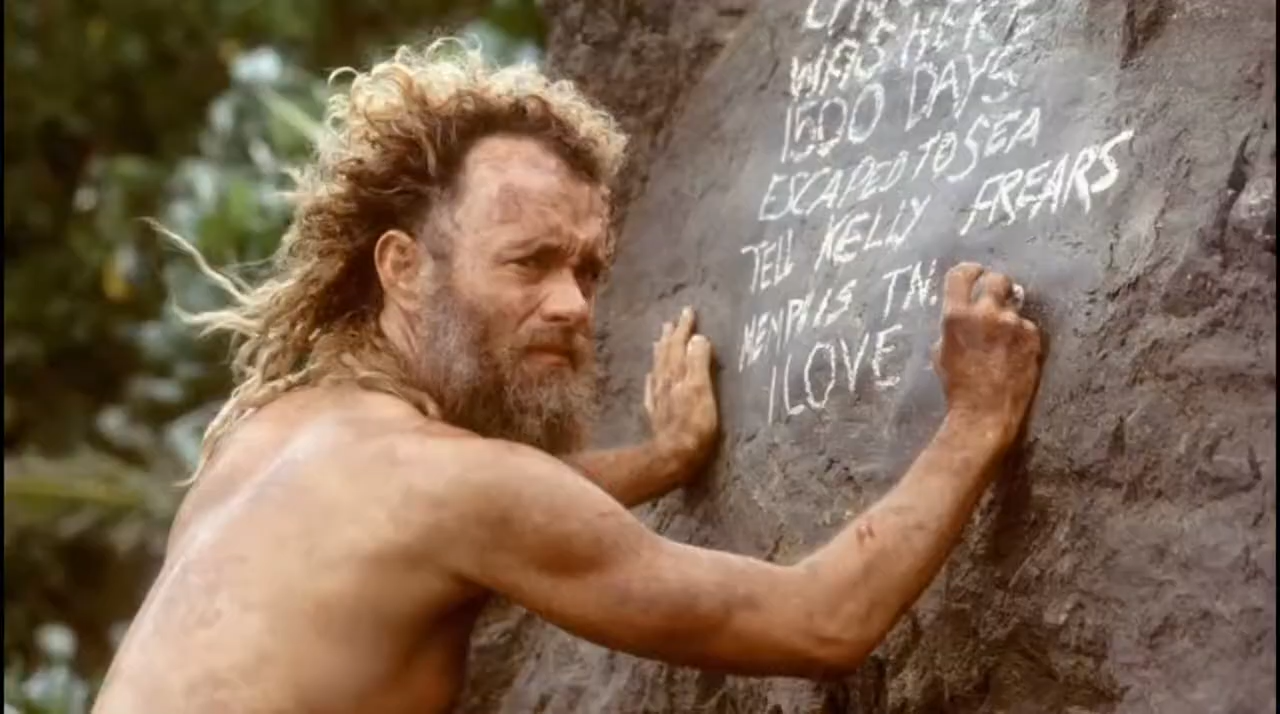 WAS HERE
1500 DAYS
ESCAPED TO SEA
TELL KELLY FREARS
MEMPHIS TN.
I LOVE